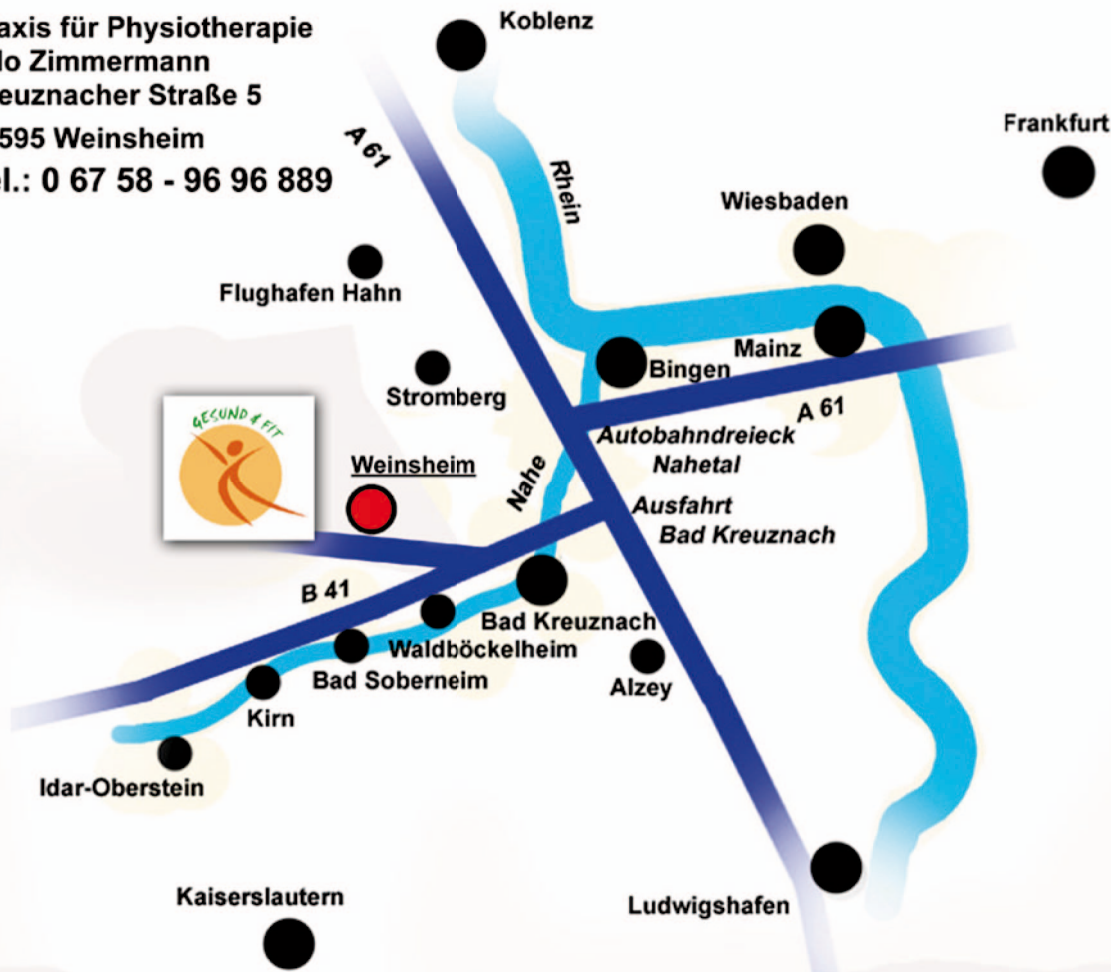 axis für Physiotherapie
lo Zimmermann
euznacher Straße 5
595 Weinsheim
el.: 0 67 58 - 96 96 889
Koblenz
Frankfurt
A 61
Rhein
Wiesbaden
Flughafen Hahn
Mainz
Bingen
Stromberg
A 61
GESUND & FIT
Autobahndreieck
Nahetal
Weinsheim
Nahe
Ausfahrt
Bad Kreuznach
B 41
Bad Kreuznach
Waldböckelheim
Bad Soberneim
Alzey
Kirn
Idar-Oberstein
Kaiserslautern
Ludwigshafen